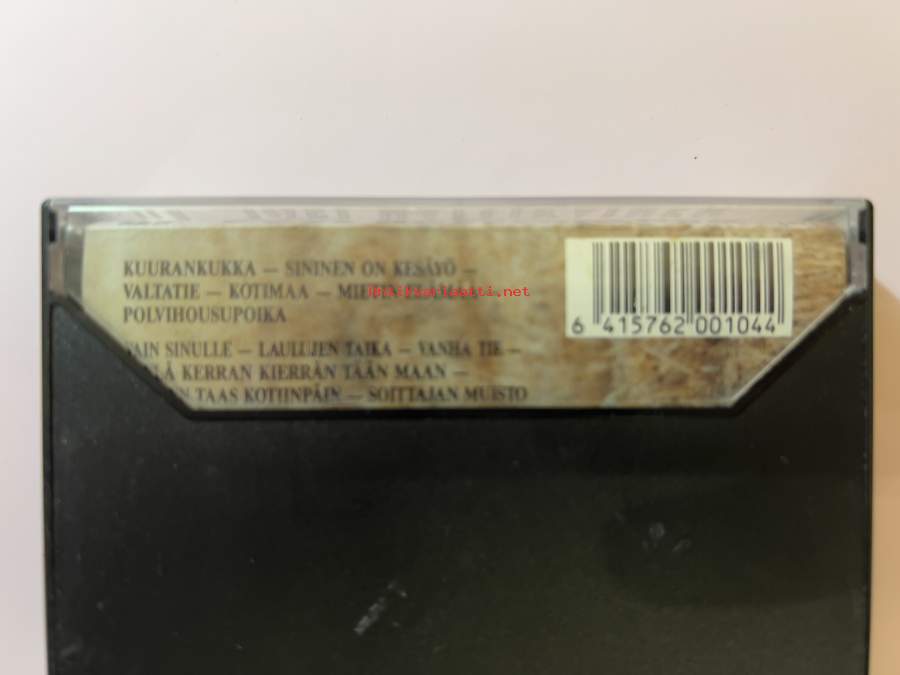 KUURANKUKKA – SININEN ON KESÄYÖ –
VALTATIE – KOTIMAA –
POLVIHOUSUPOIKA
VAIN SINULLE – LAULUJEN TAIKA – VANHA TIE –
KERRAN KIERRÄN TÄÄN MAAN –
TAAS KOTIINPÄIN – SOITTAJAN MUISTO
6 415762 001044